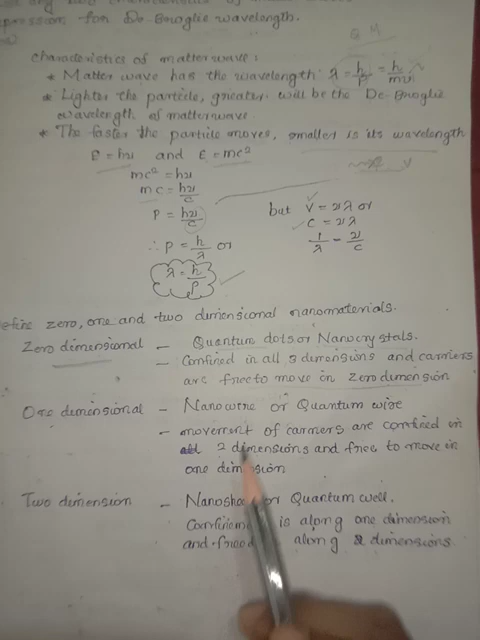 any two
expression for De-Broglie wavelength.
characteristics of matter wave:
* Matter wave has the wavelength λ = h/p = h/mv
* Lighter the particle, greater will be the De-Broglie
wavelength of matter wave
* The faster the particle moves, smaller is its wavelength
E = hν and E = mc²
mc² = hν
mc = hν/c
P = hν/c but V = νλ or
C = νλ
∴ P = h/λ or 1/λ = ν/c
λ = h/p
Define zero, one and two dimensional nanomaterials.
Zero dimensional - Quantum dots or Nanocrystals.
- Confined in all 3 dimensions and carriers
are free to move in zero dimension
One dimensional - Nanowire or Quantum wire
- movement of carriers are confined in
2 dimensions and free to move in
one dimension
Two dimension - or Quantum well.
is along one dimension
and along 2 dimensions.